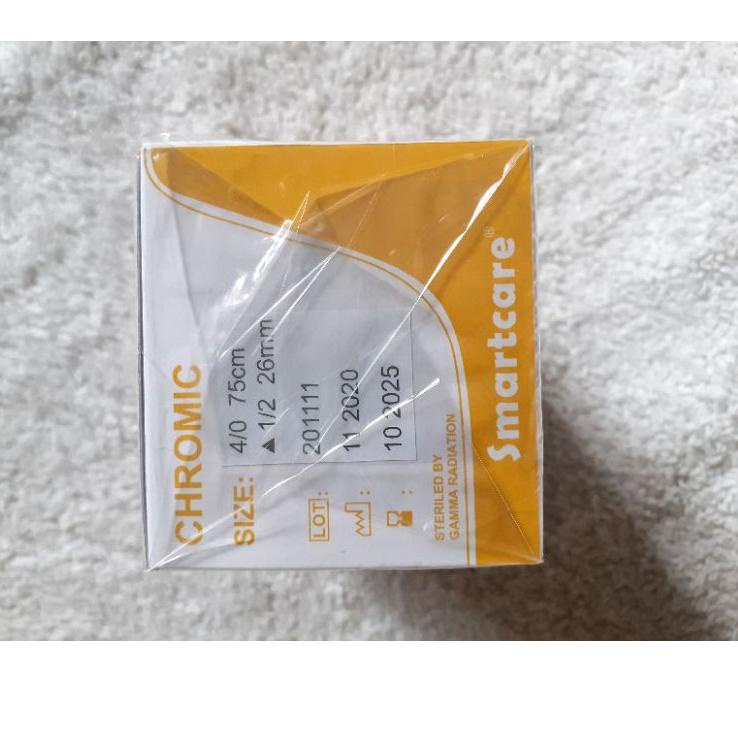 CHROMIC
SIZE: 4/0 75cm
▲ 1/2 26mm
LOT : 201111
: 11 2020
: 10 2025
STERILED BY
GAMMA RADIATION
Smartcare®